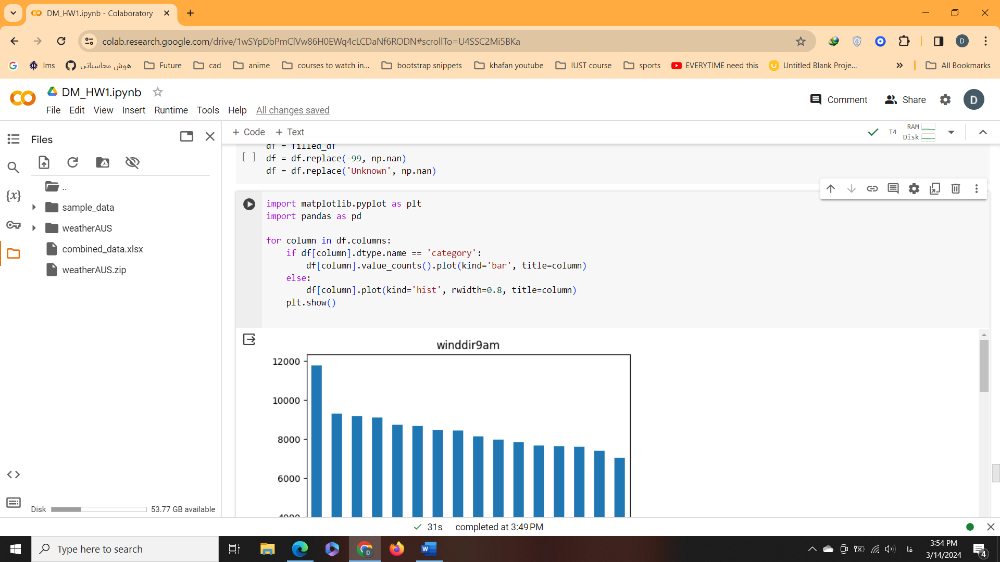 DM_HW1.ipynb - Colaboratory
colab.research.google.com/drive/1wSYpDbPmClVw86H0EWq4cLCDaNf6RODN#scrollTo=U4SSC2Mi5BKa
D
lms
هوش محاسباتی
Future
cad
anime
courses to watch in...
bootstrap snippets
khafan youtube
IUST course
sports
EVERYTIME need this
Untitled Blank Proje...
All Bookmarks
DM_HW1.ipynb
Comment
Share
D
File Edit View Insert Runtime Tools Help All changes saved
Files
+ Code + Text
T4
RAM
Disk
..
sample_data
weatherAUS
combined_data.xlsx
weatherAUS.zip
{x}
df = filled_df
[ ] df = df.replace(-99, np.nan)
df = df.replace('Unknown', np.nan)
import matplotlib.pyplot as plt
import pandas as pd
for column in df.columns:
if df[column].dtype.name == 'category':
df[column].value_counts().plot(kind='bar', title=column)
else:
df[column].plot(kind='hist', rwidth=0.8, title=column)
plt.show()
winddir9am
12000
10000
8000
6000
4000
Disk
53.77 GB available
31s completed at 3:49 PM
Type here to search
D
W
فا
3:54 PM
3/14/2024
4